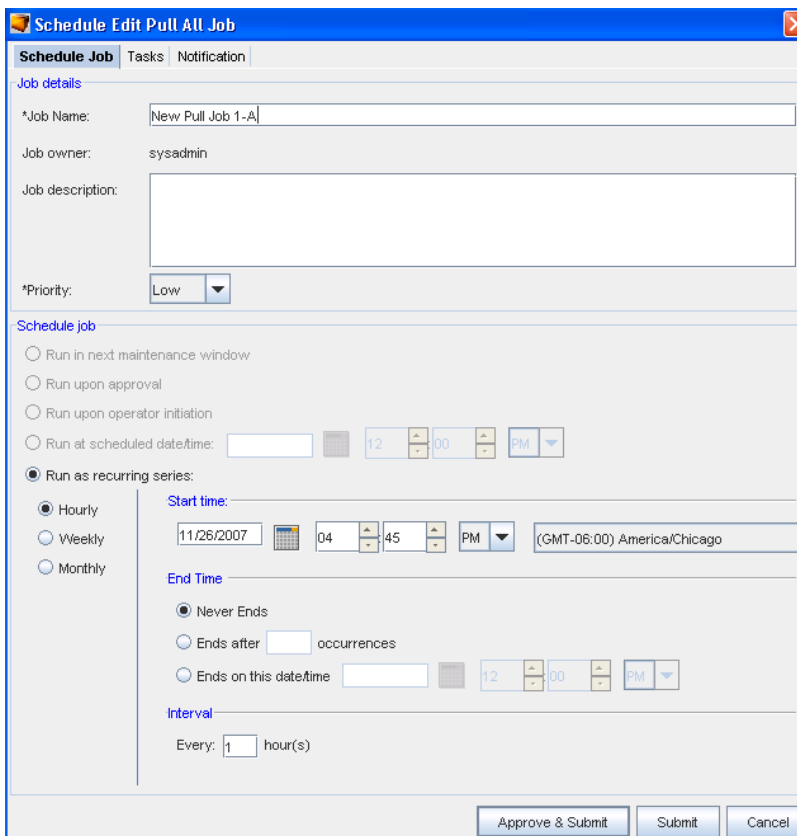 Schedule Edit Pull All Job
Schedule Job Tasks Notification
Job details
*Job Name: New Pull Job 1-A
Job owner: sysadmin
Job description:
*Priority: Low
Schedule job
Run in next maintenance window
Run upon approval
Run upon operator initiation
Run at scheduled date/time: 12 : 00 PM
Run as recurring series:
Hourly
Weekly
Monthly
Start time:
11/26/2007 04 : 45 PM (GMT-06:00) America/Chicago
End Time
Never Ends
Ends after occurrences
Ends on this date/time 12 : 00 PM
Interval
Every: 1 hour(s)
Approve & Submit Submit Cancel